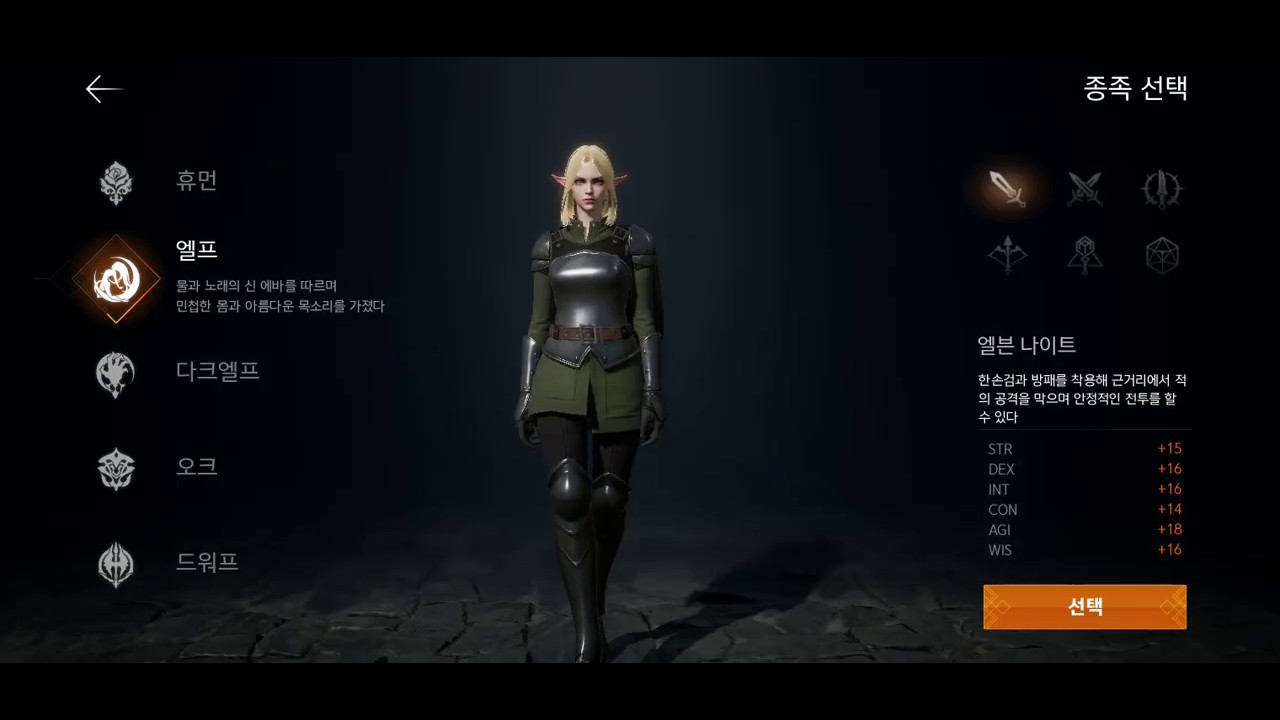 종족 선택
휴먼
엘프
물과 노래의 신 에바를 따르며
민첩한 몸과 아름다운 목소리를 가졌다
다크엘프
오크
드워프
엘븐 나이트
한손검과 방패를 착용해 근거리에서 적
의 공격을 막으며 안정적인 전투를 할
수 있다
STR +15
DEX +16
INT +16
CON +14
AGI +18
WIS +16
선택